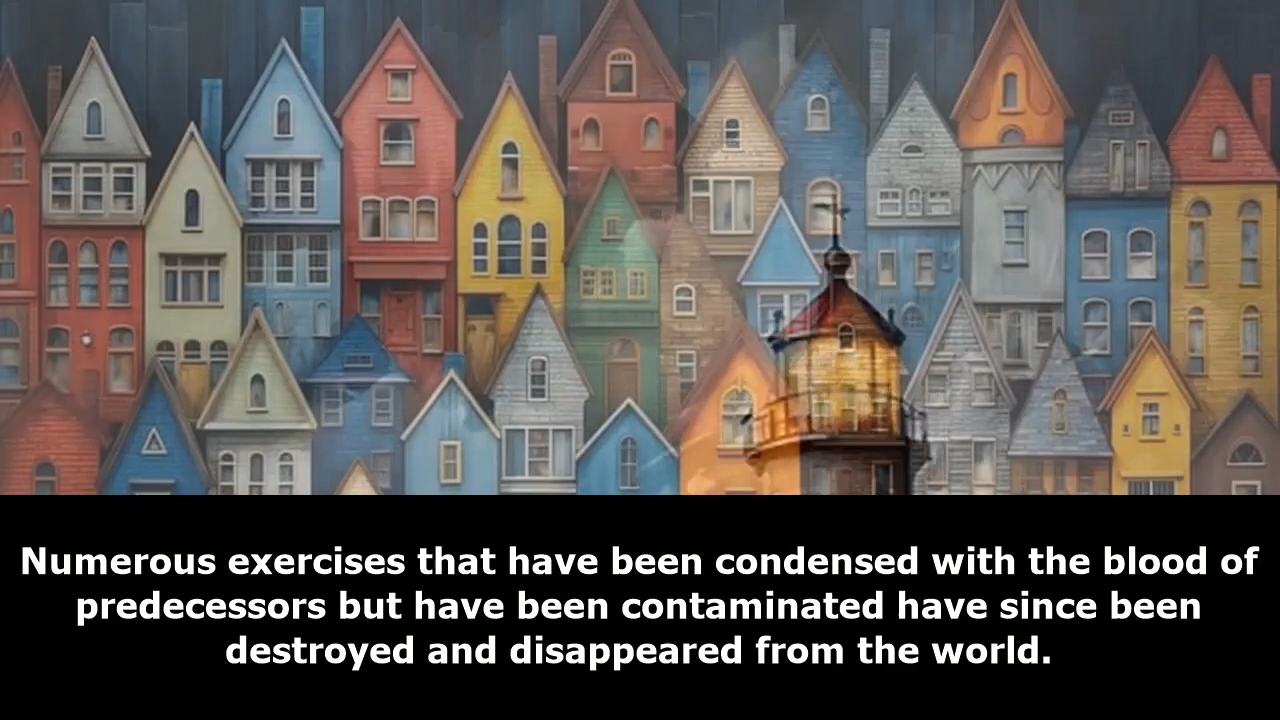 Numerous exercises that have been condensed with the blood of
predecessors but have been contaminated have since been
destroyed and disappeared from the world.